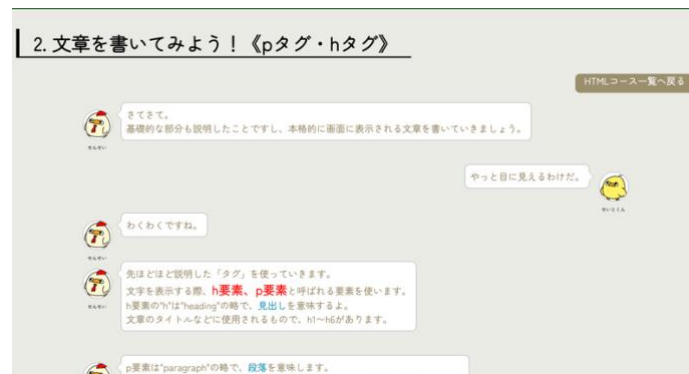 2. 文章を書いてみよう！《pタグ・hタグ》
HTMLコース一覧へ戻る
さてさて。
基礎的な部分も説明したことですし、本格的に画面に表示される文章を書いていきましょう。
せんせい
やっと目に見えるわけだ。
せいとくん
わくわくですね。
せんせい
先ほどほど説明した「タグ」を使っていきます。
文字を表示する際、h要素、p要素と呼ばれる要素を使います。
h要素の"h"は"heading"の略で、見出しを意味するよ。
文章のタイトルなどに使用されるもので、h1〜h6があります。
せんせい
p要素は"paragraph"の略で、段落を意味します。